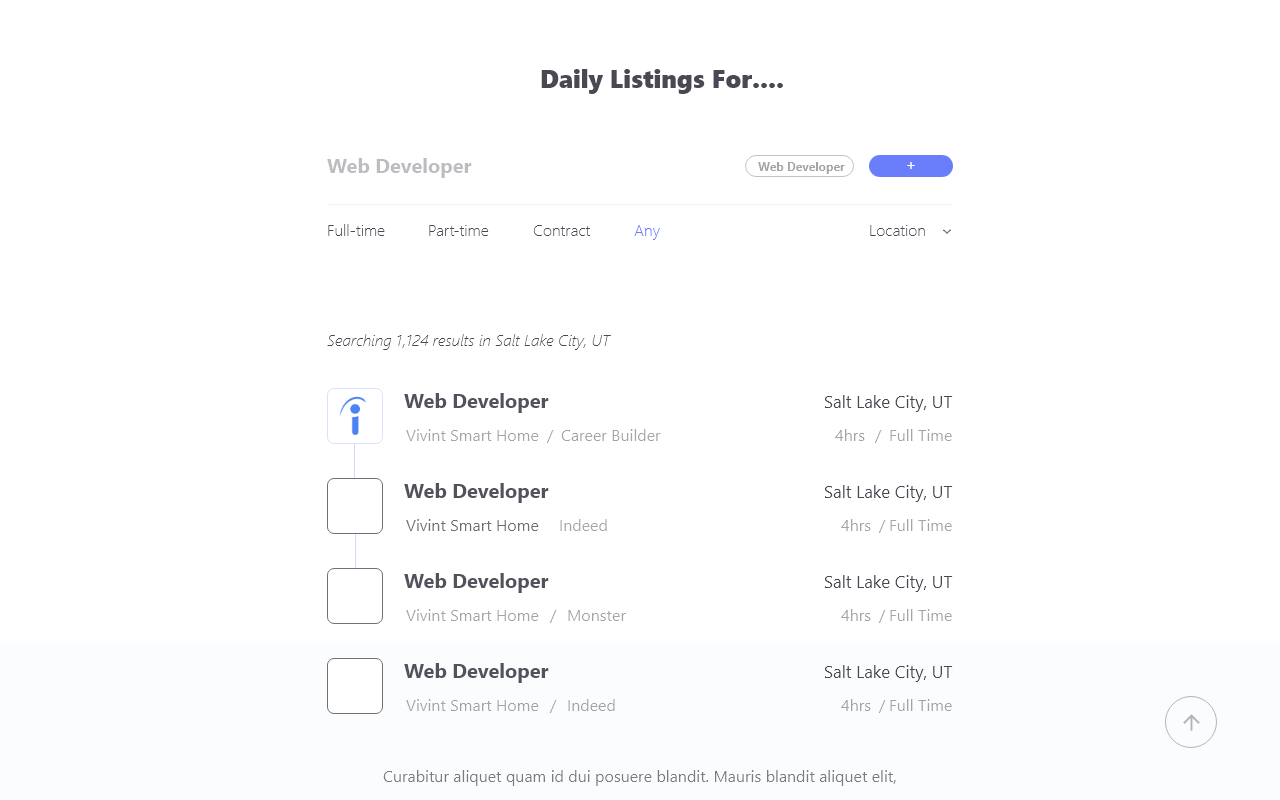 Daily Listings For....
Web Developer Web Developer +
Full-time Part-time Contract Any Location
Searching 1,124 results in Salt Lake City, UT
Web Developer Salt Lake City, UT
Vivint Smart Home / Career Builder 4hrs / Full Time
Web Developer Salt Lake City, UT
Vivint Smart Home Indeed 4hrs / Full Time
Web Developer Salt Lake City, UT
Vivint Smart Home / Monster 4hrs / Full Time
Web Developer Salt Lake City, UT
Vivint Smart Home / Indeed 4hrs / Full Time
Curabitur aliquet quam id dui posuere blandit. Mauris blandit aliquet elit,